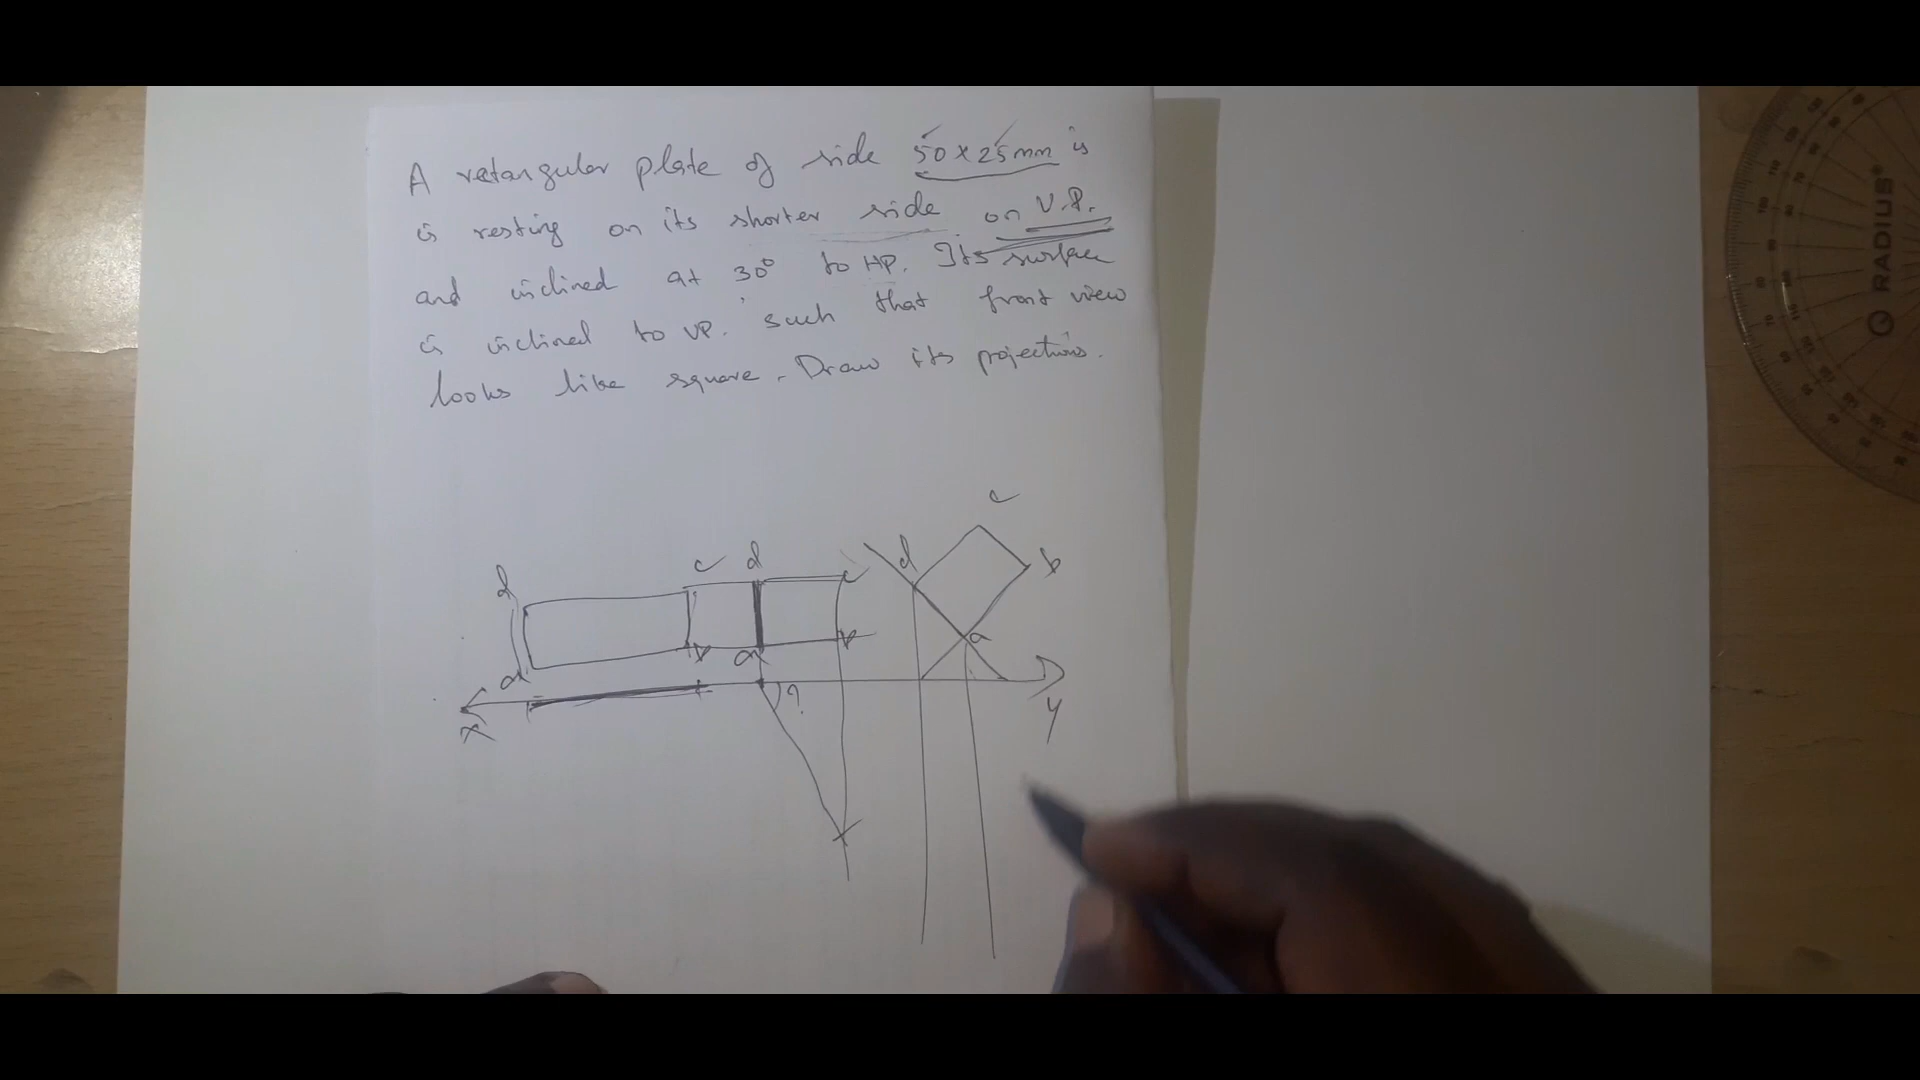 A retangular plate of side 50 x 25 mm is
is resting on its shorter side on V.P.
and inclined at 30° to HP. Its surface
is inclined to VP. such that front view
looks like square. Draw its projections.
d c d c d c b
a b a b a
x ? y
RADIUS